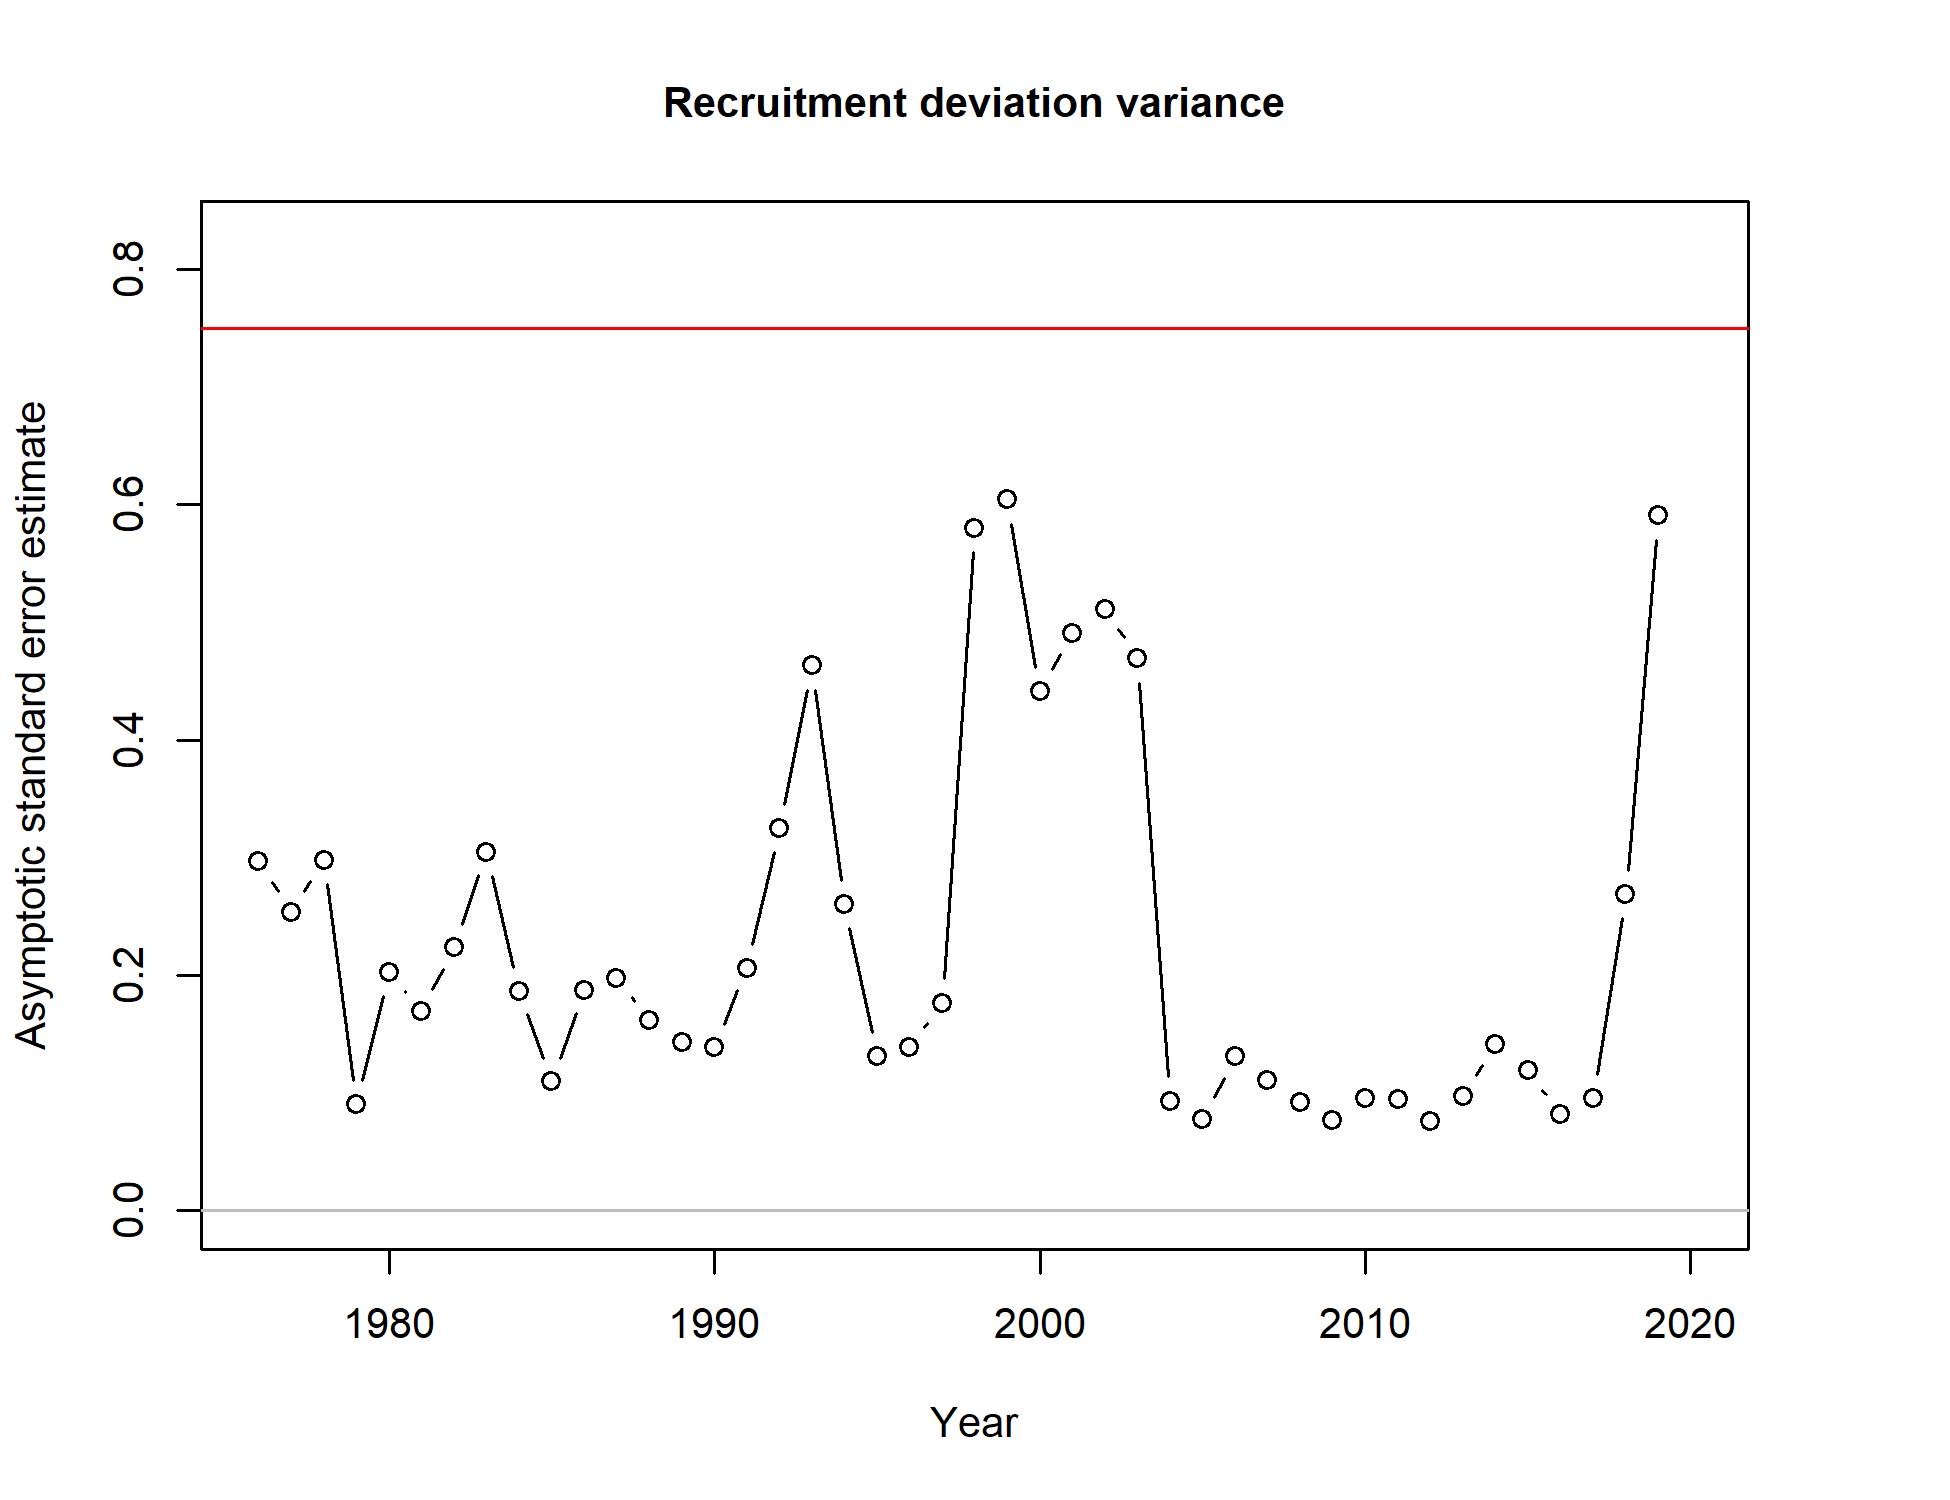 Recruitment deviation variance
Asymptotic standard error estimate
0.8
0.6
0.4
0.2
0.0
1980 1990 2000 2010 2020
Year